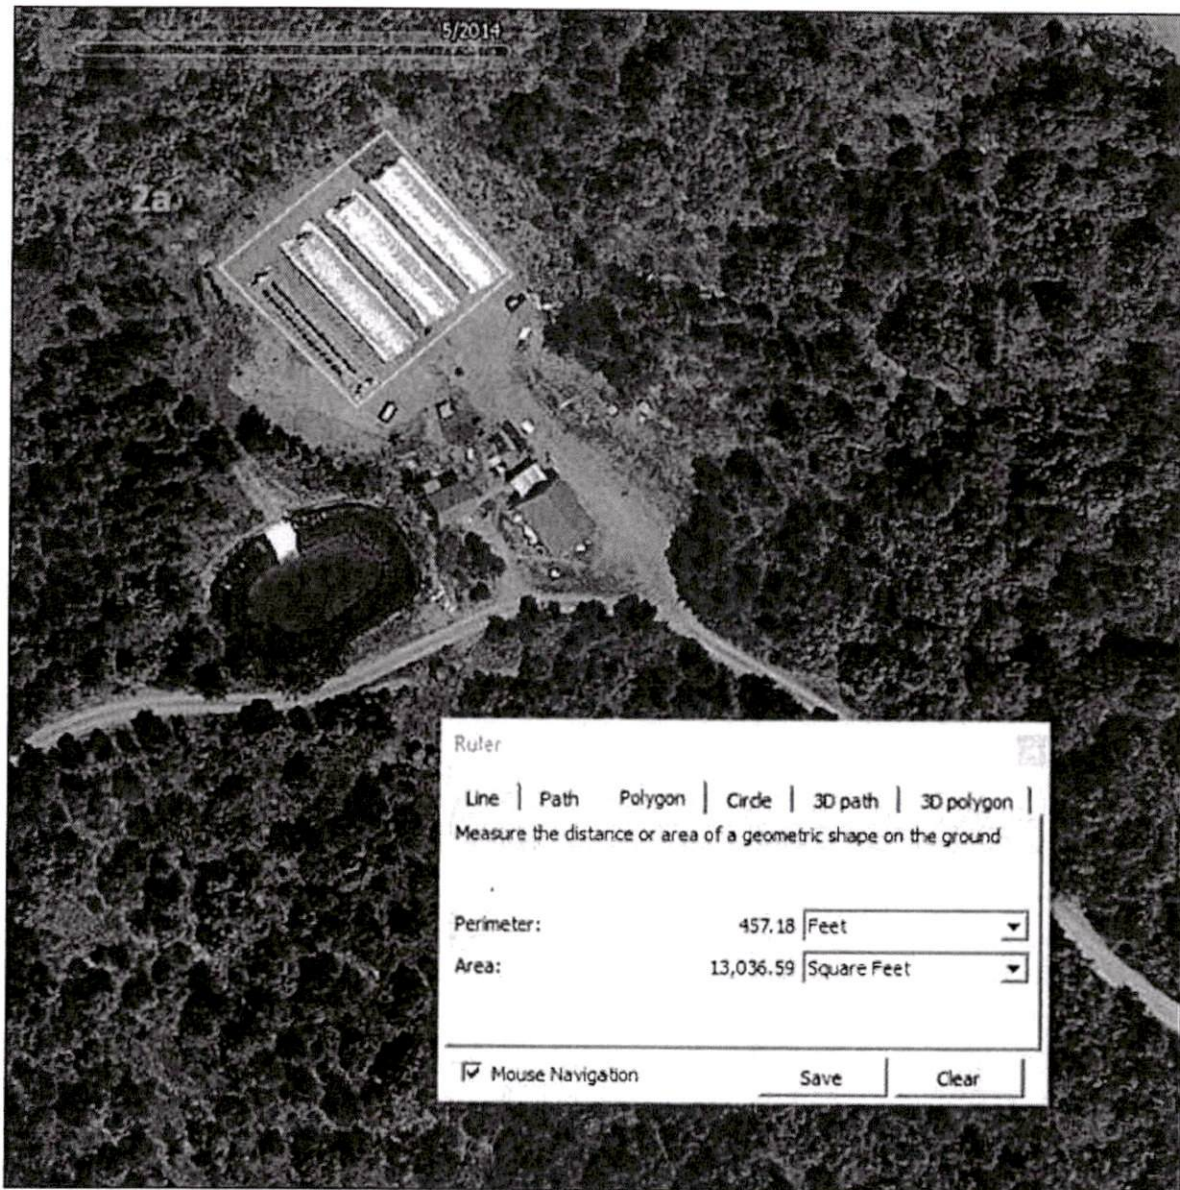 5/2014
2a
Ruler
Line Path Polygon Circle 3D path 3D polygon
Measure the distance or area of a geometric shape on the ground
Perimeter: 457.18 Feet
Area: 13,036.59 Square Feet
Mouse Navigation Save Clear